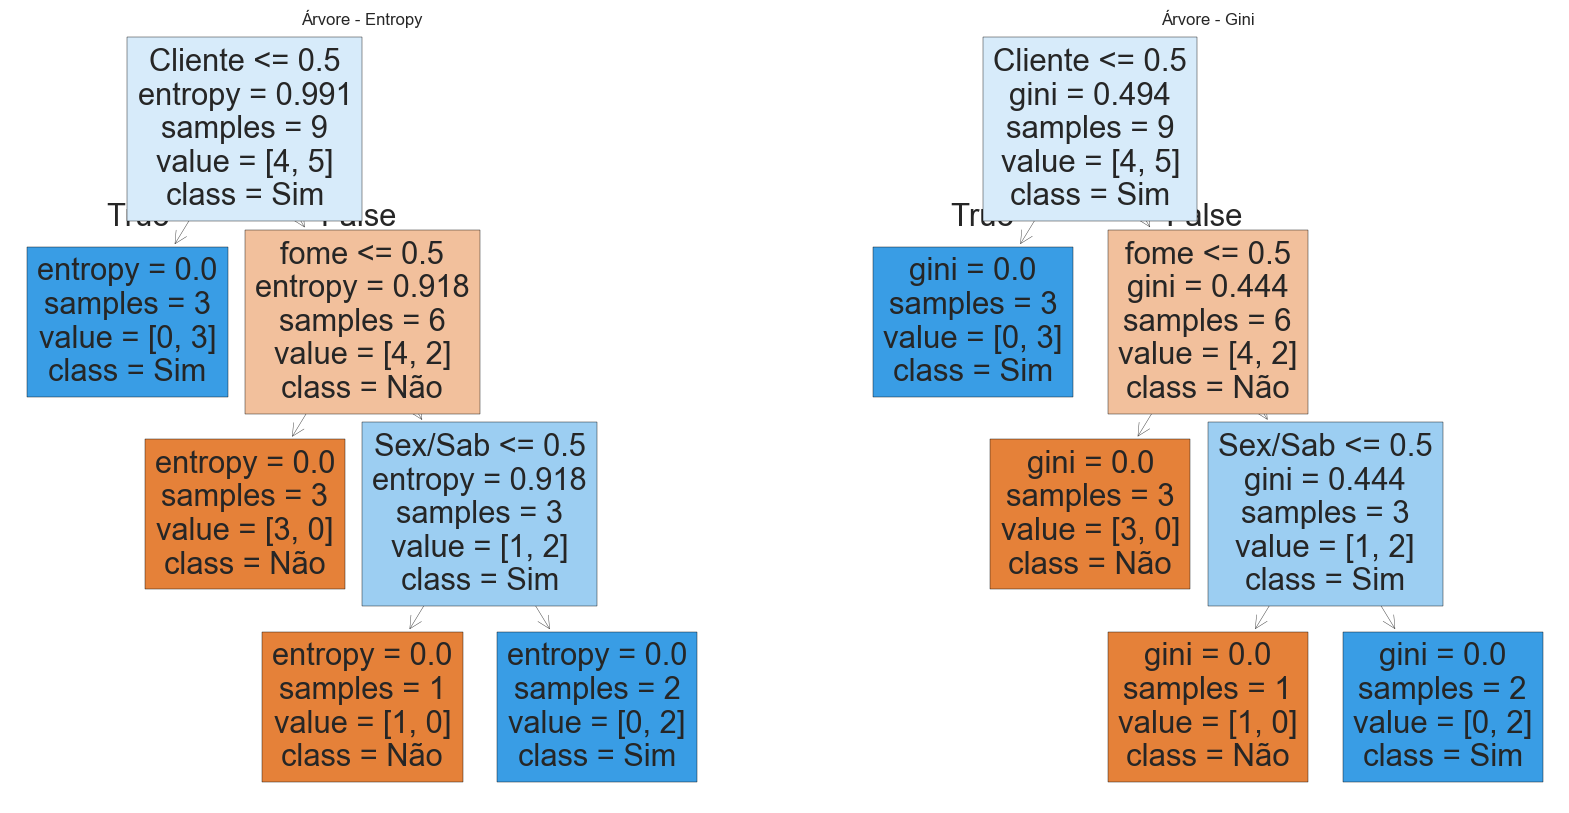 Árvore - Entropy
Cliente <= 0.5
entropy = 0.991
samples = 9
value = [4, 5]
class = Sim
True
False
entropy = 0.0
samples = 3
value = [0, 3]
class = Sim
fome <= 0.5
entropy = 0.918
samples = 6
value = [4, 2]
class = Não
entropy = 0.0
samples = 3
value = [3, 0]
class = Não
Sex/Sab <= 0.5
entropy = 0.918
samples = 3
value = [1, 2]
class = Sim
entropy = 0.0
samples = 1
value = [1, 0]
class = Não
entropy = 0.0
samples = 2
value = [0, 2]
class = Sim
Árvore - Gini
Cliente <= 0.5
gini = 0.494
samples = 9
value = [4, 5]
class = Sim
True
False
gini = 0.0
samples = 3
value = [0, 3]
class = Sim
fome <= 0.5
gini = 0.444
samples = 6
value = [4, 2]
class = Não
gini = 0.0
samples = 3
value = [3, 0]
class = Não
Sex/Sab <= 0.5
gini = 0.444
samples = 3
value = [1, 2]
class = Sim
gini = 0.0
samples = 1
value = [1, 0]
class = Não
gini = 0.0
samples = 2
value = [0, 2]
class = Sim